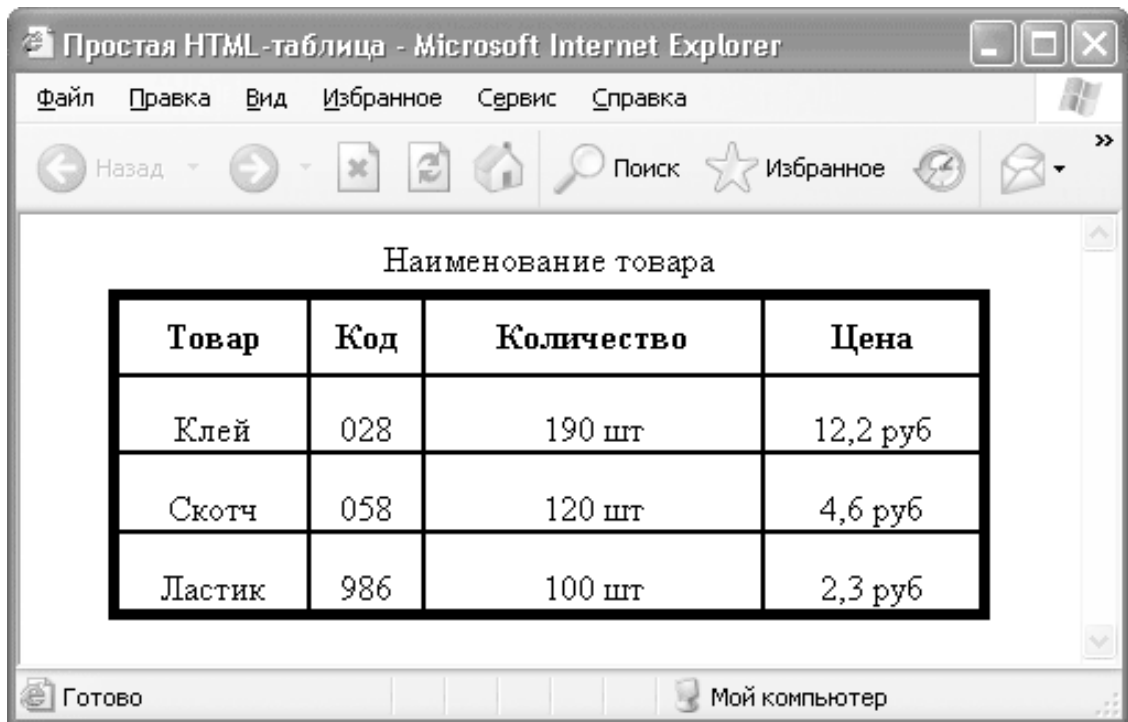 Простая HTML-таблица - Microsoft Internet Explorer
Файл Правка Вид Избранное Сервис Справка
Назад Поиск Избранное »
Наименование товара
Товар Код Количество Цена
Клей 028 190 шт 12,2 руб
Скотч 058 120 шт 4,6 руб
Ластик 986 100 шт 2,3 руб
Готово Мой компьютер